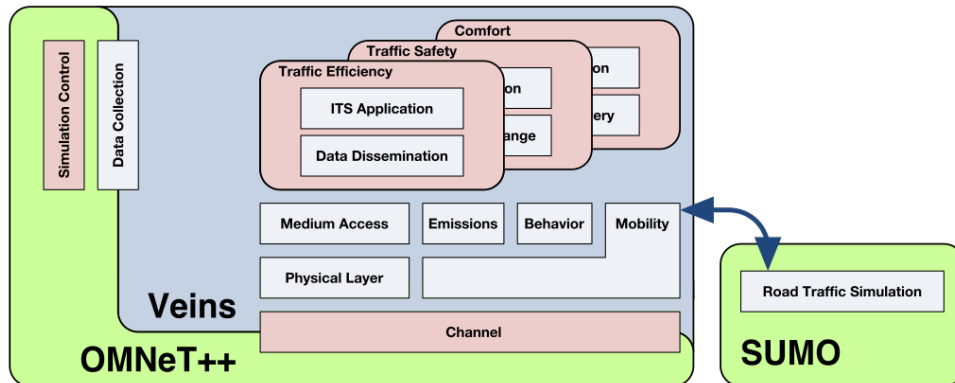 Comfort
Traffic Safety
Traffic Efficiency
Simulation Control
Data Collection
ITS Application
Data Dissemination
Medium Access
Emissions
Behavior
Mobility
Physical Layer
Road Traffic Simulation
Veins
Channel
OMNeT++
SUMO